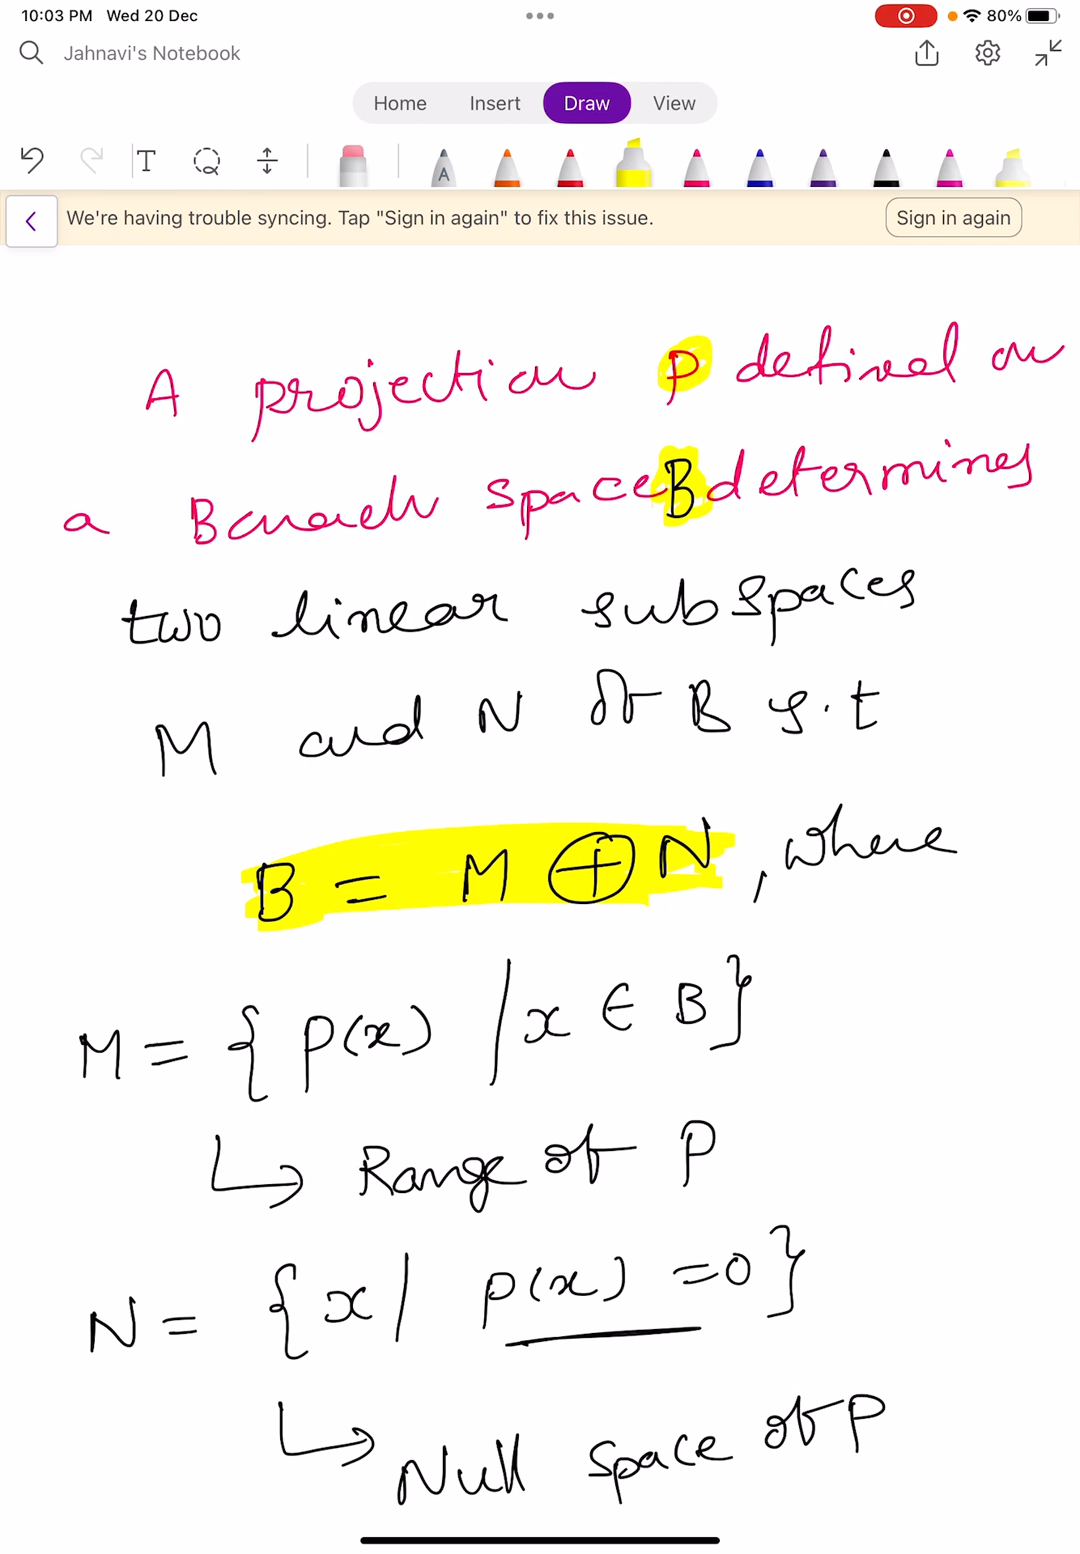 10:03 PM Wed 20 Dec
80%
Jahnavi's Notebook
Home Insert Draw View
T
A
We're having trouble syncing. Tap "Sign in again" to fix this issue.
Sign in again
A projection P defined on
a Banach space B determines
two linear subspaces
M and N of B s.t
B = M ⊕ N, where
M = { P(x) / x ∈ B}
↳ Range of P
N = {x / P(x) =0}
↳ Null space of P